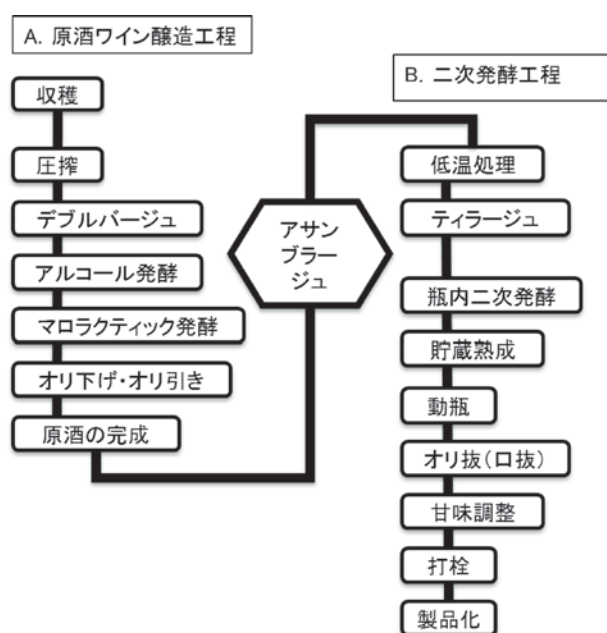 A. 原酒ワイン醸造工程
収穫
圧搾
デブルバージュ
アルコール発酵
マロラクティック発酵
オリ下げ・オリ引き
原酒の完成
アサン
ブラー
ジュ
B. 二次発酵工程
低温処理
ティラージュ
瓶内二次発酵
貯蔵熟成
動瓶
オリ抜(口抜)
甘味調整
打栓
製品化